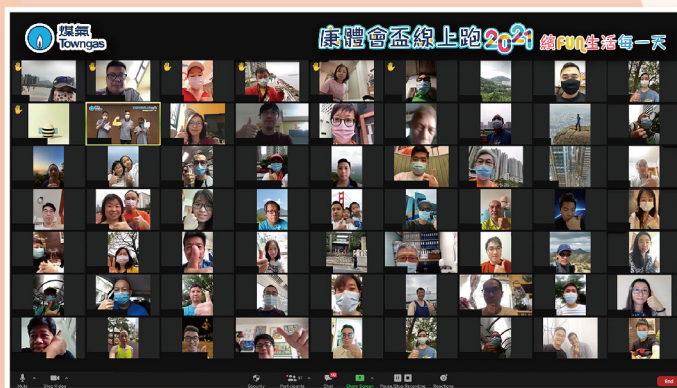 煤氣
Towngas
康體會盃線上跑2021 繽FUN生活每一天
Mute
Stop Video
Security
Participants
Chat
Share Screen
Pause/Stop Recording
Reactions
End